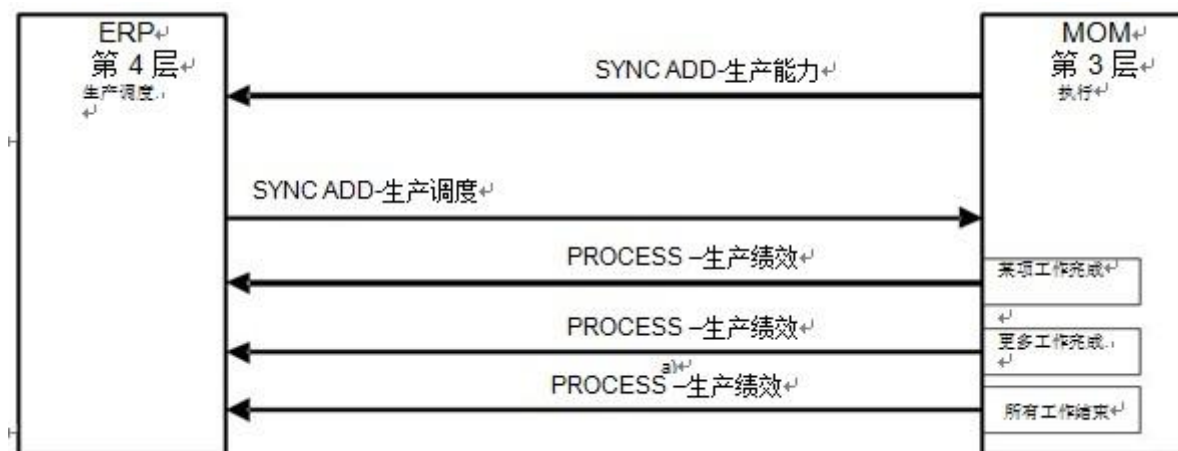 ERP
第 4 层
生产调度
MOM
第 3 层
执行
SYNC ADD-生产能力
SYNC ADD-生产调度
PROCESS –生产绩效
某项工作完成
PROCESS –生产绩效
更多工作完成
a)
PROCESS –生产绩效
所有工作结束